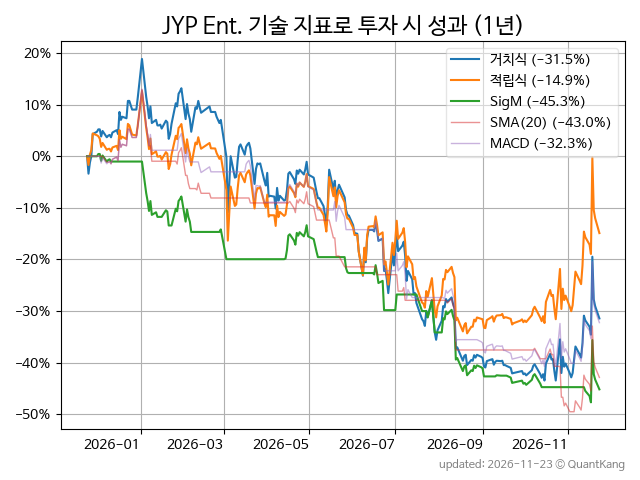 JYP Ent. 기술 지표로 투자 시 성과 (1년)
20%
10%
0%
−10%
−20%
−30%
−40%
−50%
거치식 (−31.5%)
적립식 (−14.9%)
SigM (−45.3%)
SMA(20) (−43.0%)
MACD (−32.3%)
2026-01
2026-03
2026-05
2026-07
2026-09
2026-11
updated: 2026-11-23 ⓒ QuantKang